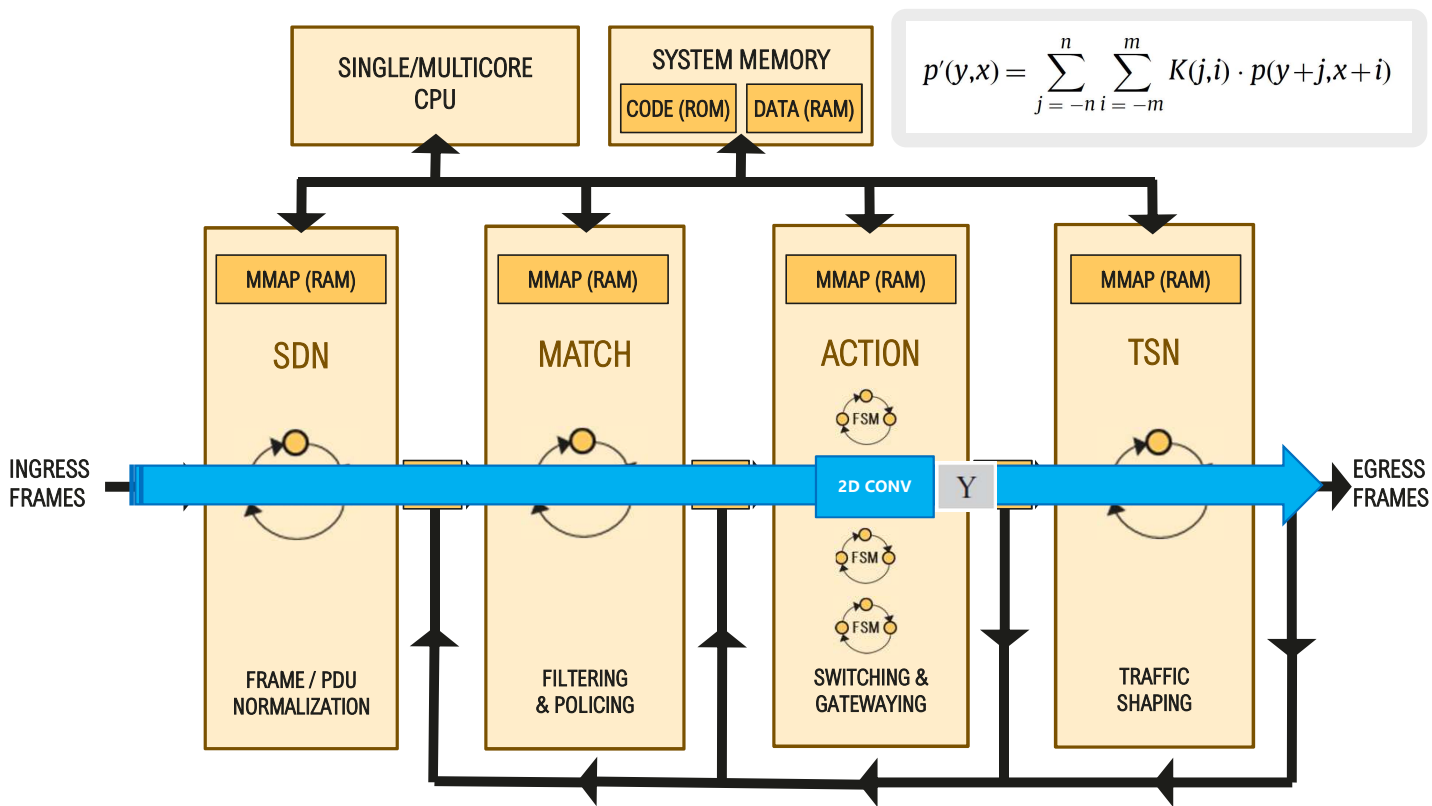 SINGLE/MULTICORE
CPU
SYSTEM MEMORY
CODE (ROM)
DATA (RAM)
p′(y,x) = n∑j = −n m∑i = −m K(j,i) · p(y+j,x+i)
MMAP (RAM)
MMAP (RAM)
MMAP (RAM)
MMAP (RAM)
SDN
MATCH
ACTION
TSN
FSM
INGRESS
FRAMES
2D CONV
Y
EGRESS
FRAMES
FSM
FSM
FRAME / PDU
NORMALIZATION
FILTERING
& POLICING
SWITCHING &
GATEWAYING
TRAFFIC
SHAPING